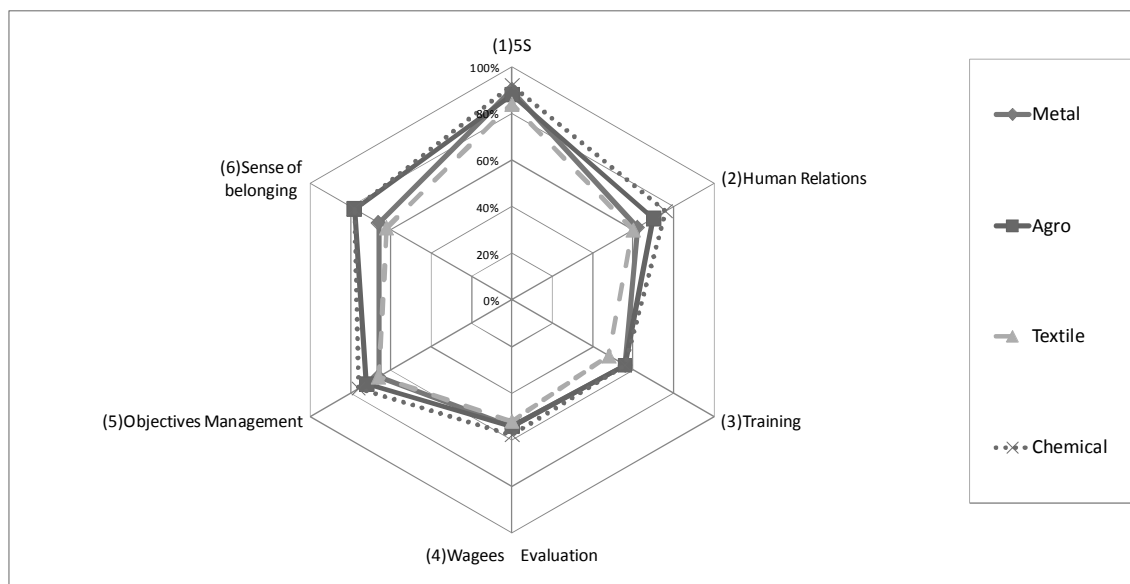 (1)5S
100%
80%
60%
40%
20%
0%
(2)Human Relations
(3)Training
(4)Wagees Evaluation
(5)Objectives Management
(6)Sense of
belonging
Metal
Agro
Textile
Chemical